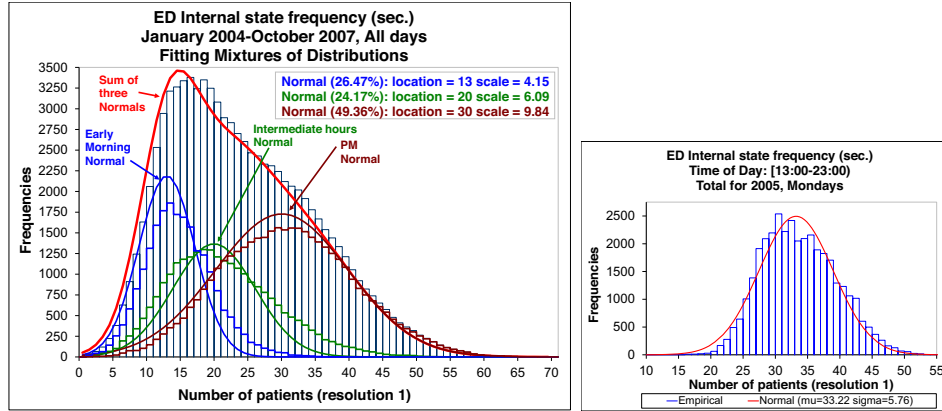 ED Internal state frequency (sec.)
January 2004-October 2007, All days
Fitting Mixtures of Distributions
Frequencies
3500
3250
3000
2750
2500
2250
2000
1750
1500
1250
1000
750
500
250
0
Sum of
three
Normals
Normal (26.47%): location = 13 scale = 4.15
Normal (24.17%): location = 20 scale = 6.09
Normal (49.36%): location = 30 scale = 9.84
Early
Morning
Normal
Intermediate hours
Normal
PM
Normal
0 5 10 15 20 25 30 35 40 45 50 55 60 65 70
Number of patients (resolution 1)
ED Internal state frequency (sec.)
Time of Day: [13:00-23:00)
Total for 2005, Mondays
Frequencies
2500
2000
1500
1000
500
0
10 15 20 25 30 35 40 45 50 55
Number of patients (resolution 1)
Empirical Normal (mu=33.22 sigma=5.76)